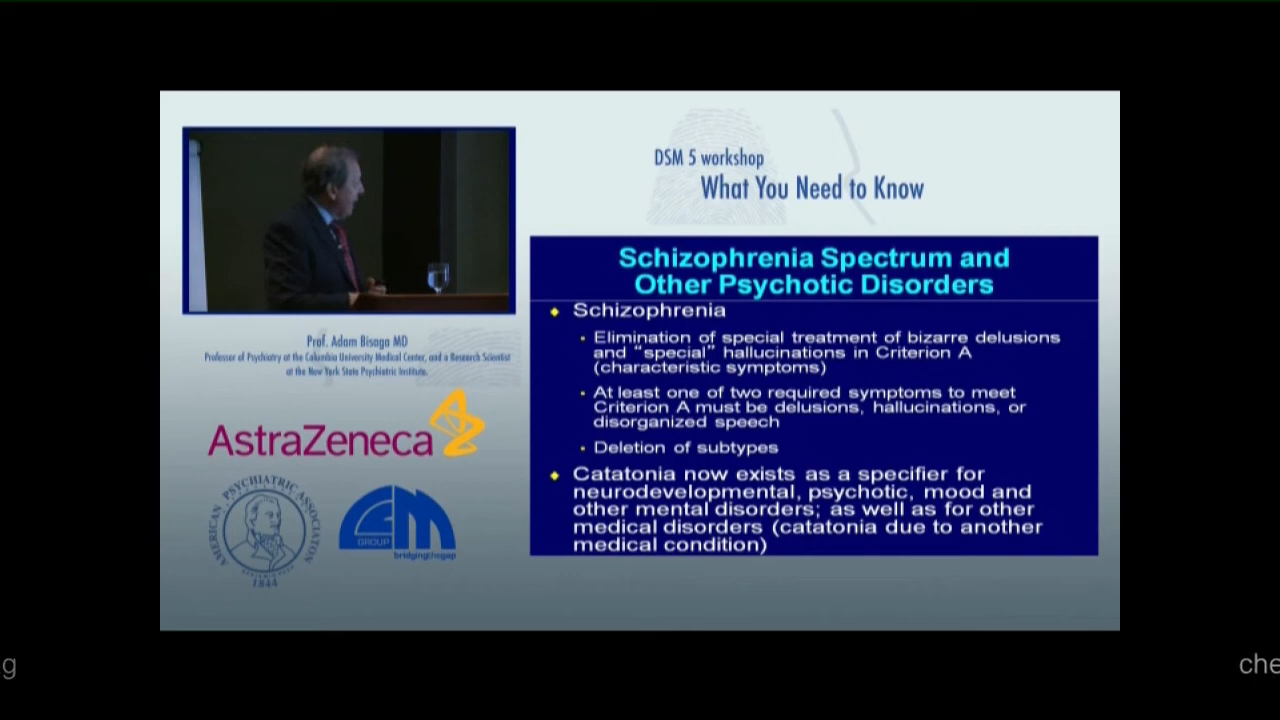 DSM 5 workshop
What You Need to Know
Prof. Adam Bisaga MD
Professor of Psychiatry at the Columbia University Medical Center, and a Research Scientist
at the New York State Psychiatric Institute.
AstraZeneca
AMERICAN PSYCHIATRIC ASSOCIATION
1844
GROUP
bridgingthegap
Schizophrenia Spectrum and
Other Psychotic Disorders
Schizophrenia
Elimination of special treatment of bizarre delusions
and “special” hallucinations in Criterion A
(characteristic symptoms)
At least one of two required symptoms to meet
Criterion A must be delusions, hallucinations, or
disorganized speech
Deletion of subtypes
Catatonia now exists as a specifier for
neurodevelopmental, psychotic, mood and
other mental disorders; as well as for other
medical disorders (catatonia due to another
medical condition)
g
che